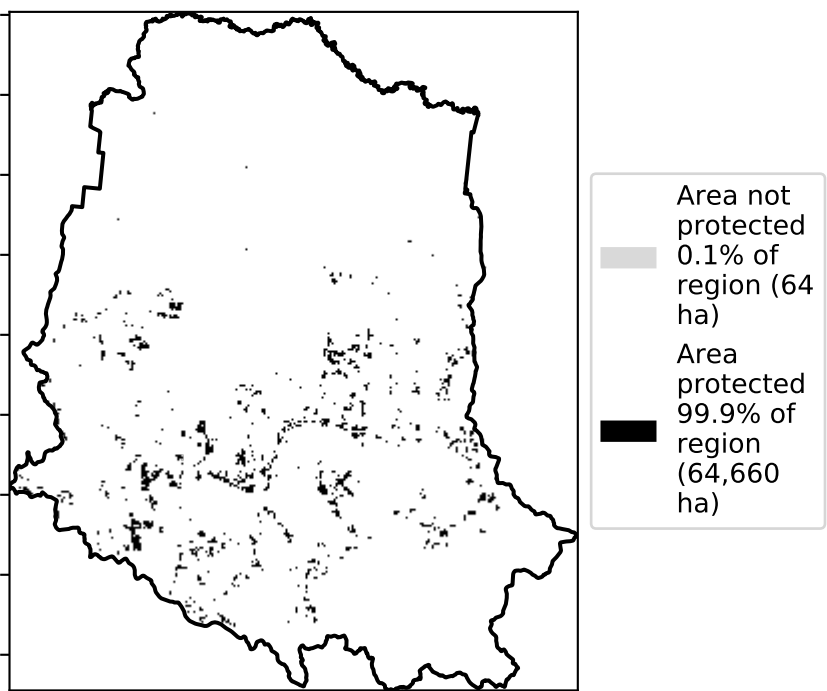 Area not
protected
0.1% of
region (64
ha)
Area
protected
99.9% of
region
(64,660
ha)